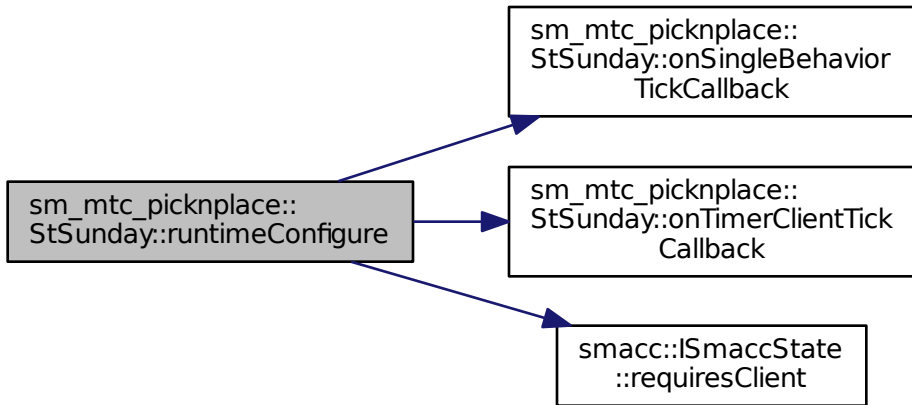 sm_mtc_picknplace::
StSunday::onSingleBehavior
TickCallback
sm_mtc_picknplace::
StSunday::runtimeConfigure
sm_mtc_picknplace::
StSunday::onTimerClientTick
Callback
smacc::ISmaccState
::requiresClient